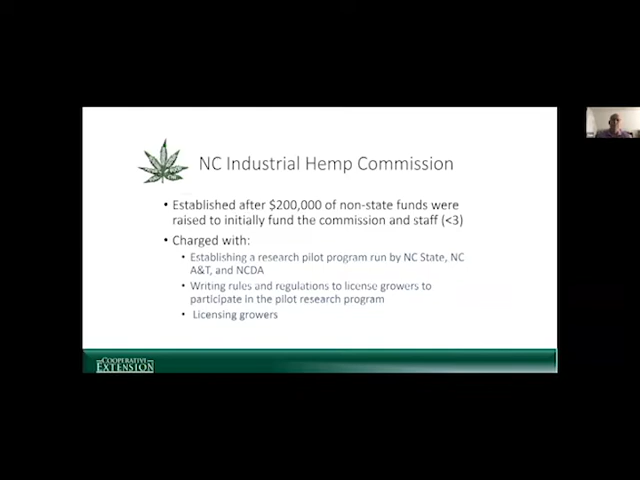 NC Industrial Hemp Commission
• Established after $200,000 of non-state funds were
raised to initially fund the commission and staff (<3)
• Charged with:
• Establishing a research pilot program run by NC State, NC
A&T, and NCDA
• Writing rules and regulations to license growers to
participate in the pilot research program
• Licensing growers
COOPERATIVE
EXTENSION